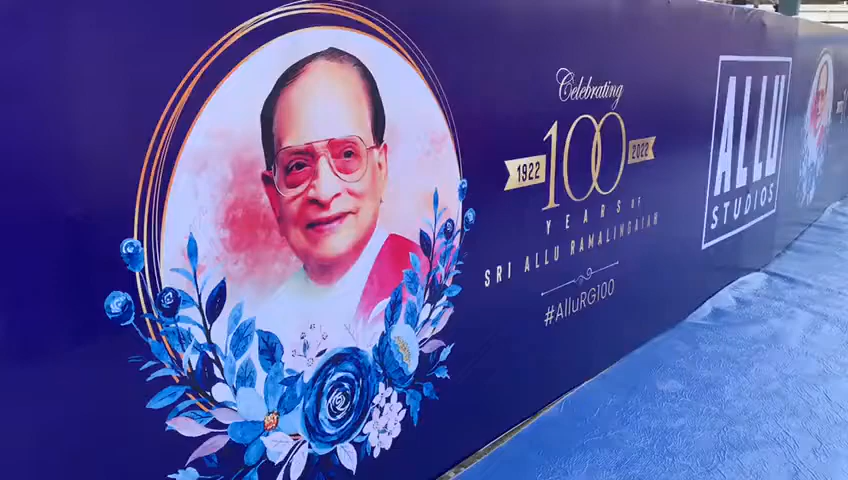 Celebrating
1922 100 2022
YEARS OF
SRI ALLU RAMALINGAIAH
#AlluRG100
ALLU
STUDIOS